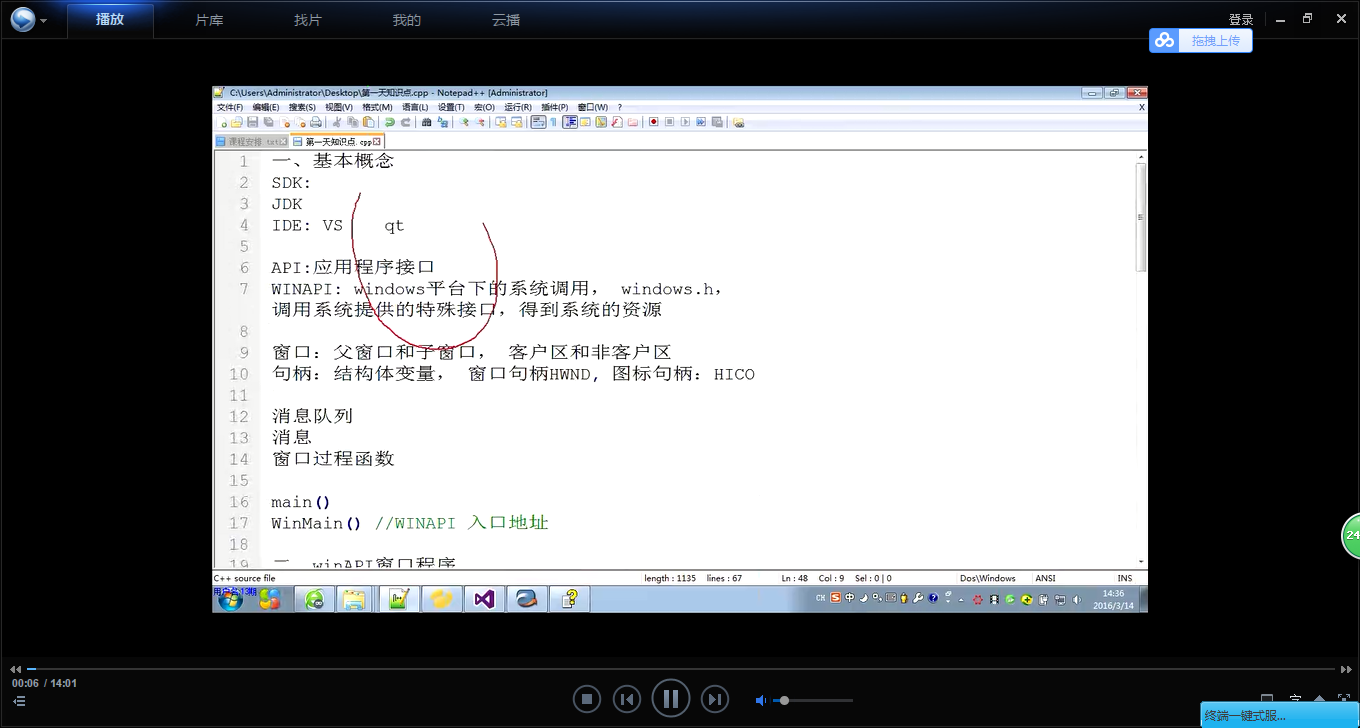 播放 片库 找片 我的 云播 登录
拖拽上传
C:\Users\Administrator\Desktop\第一天知识点.cpp - Notepad++ [Administrator]
文件(F) 编辑(E) 搜索(S) 视图(V) 格式(M) 语言(L) 设置(T) 宏(O) 运行(R) 插件(P) 窗口(W) ? X
课程安排.txt 第一天知识点.cpp
1 一、基本概念
2 SDK:
3 JDK
4 IDE: VS qt
5
6 API:应用程序接口
7 WINAPI: windows平台下的系统调用, windows.h,
调用系统提供的特殊接口,得到系统的资源
8
9 窗口: 父窗口和子窗口, 客户区和非客户区
10 句柄: 结构体变量, 窗口句柄HWND, 图标句柄: HICO
11
12 消息队列
13 消息
14 窗口过程函数
15
16 main()
17 WinMain() //WINAPI 入口地址
18
19 二、winAPI窗口程序
C++ source file length : 1135 lines : 67 Ln : 48 Col : 9 Sel : 0 | 0 Dos\Windows ANSI INS
用户名:13期
CH 中
14:36
2016/3/14
24
00:06 / 14:01
终端一键式服...